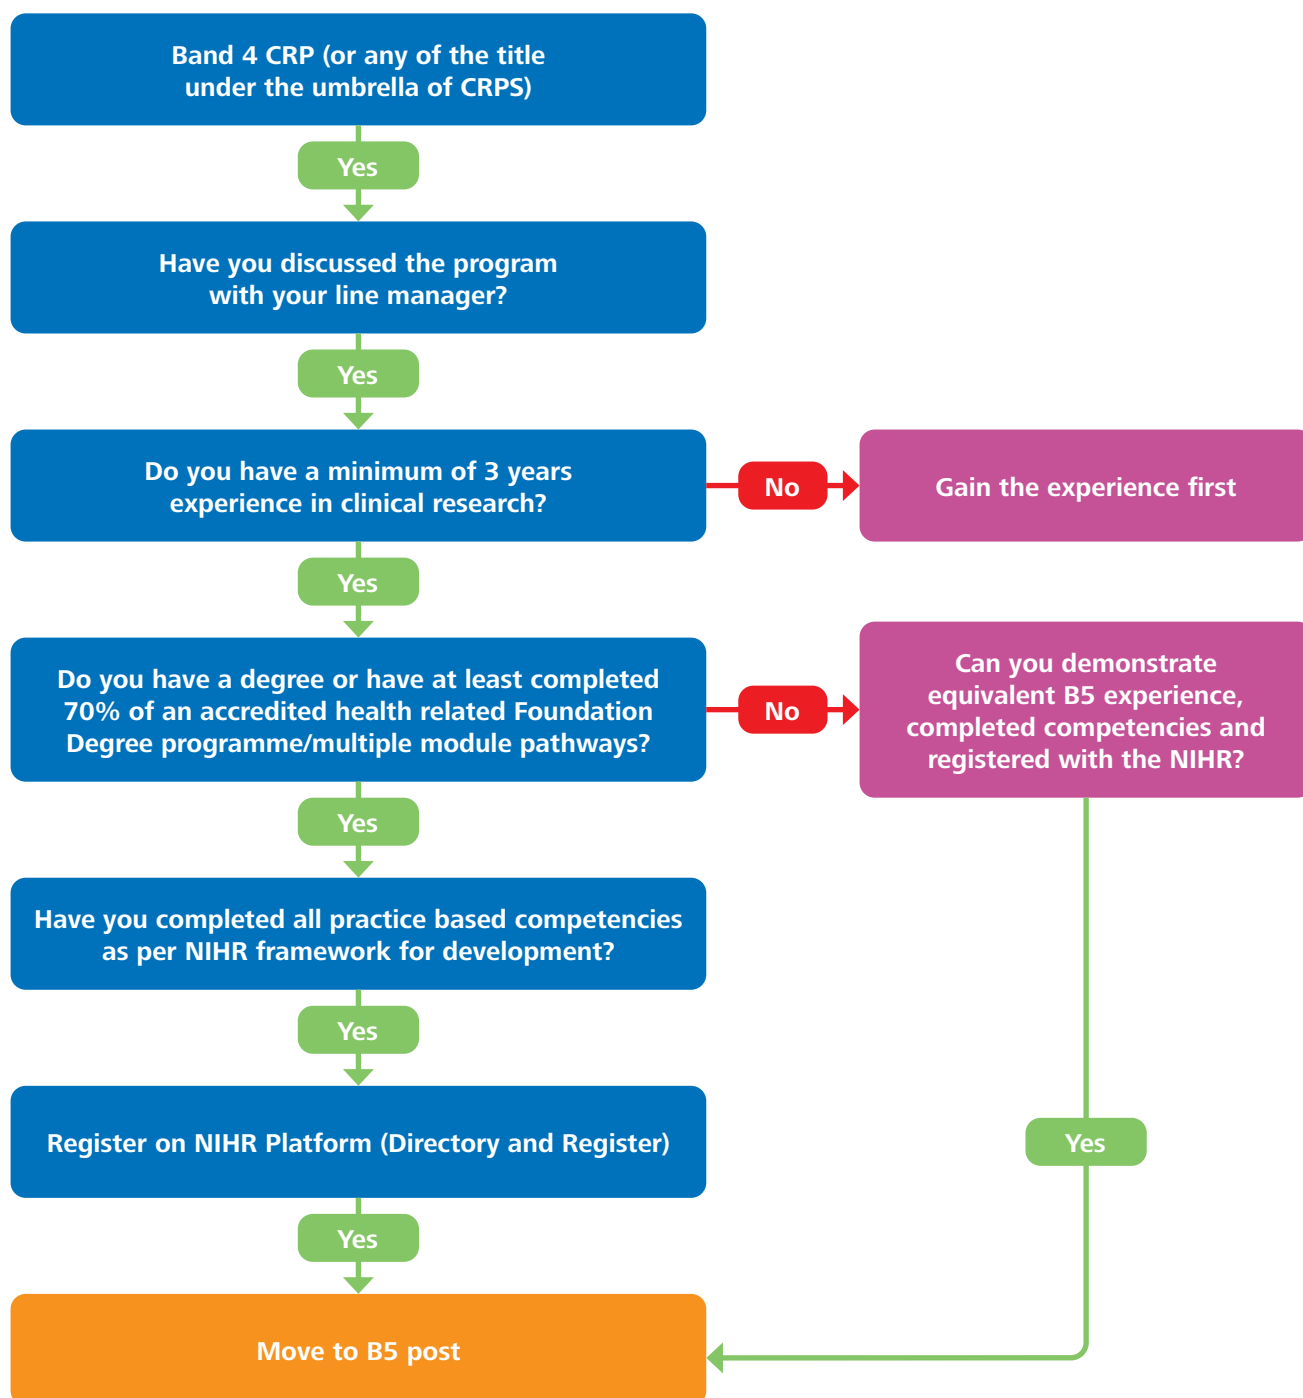 Band 4 CRP (or any of the title
under the umbrella of CRPS)
Yes
Have you discussed the program
with your line manager?
Yes
Do you have a minimum of 3 years
experience in clinical research?
No
Gain the experience first
Yes
Do you have a degree or have at least completed
70% of an accredited health related Foundation
Degree programme/multiple module pathways?
No
Can you demonstrate
equivalent B5 experience,
completed competencies and
registered with the NIHR?
Yes
Have you completed all practice based competencies
as per NIHR framework for development?
Yes
Register on NIHR Platform (Directory and Register)
Yes
Yes
Move to B5 post